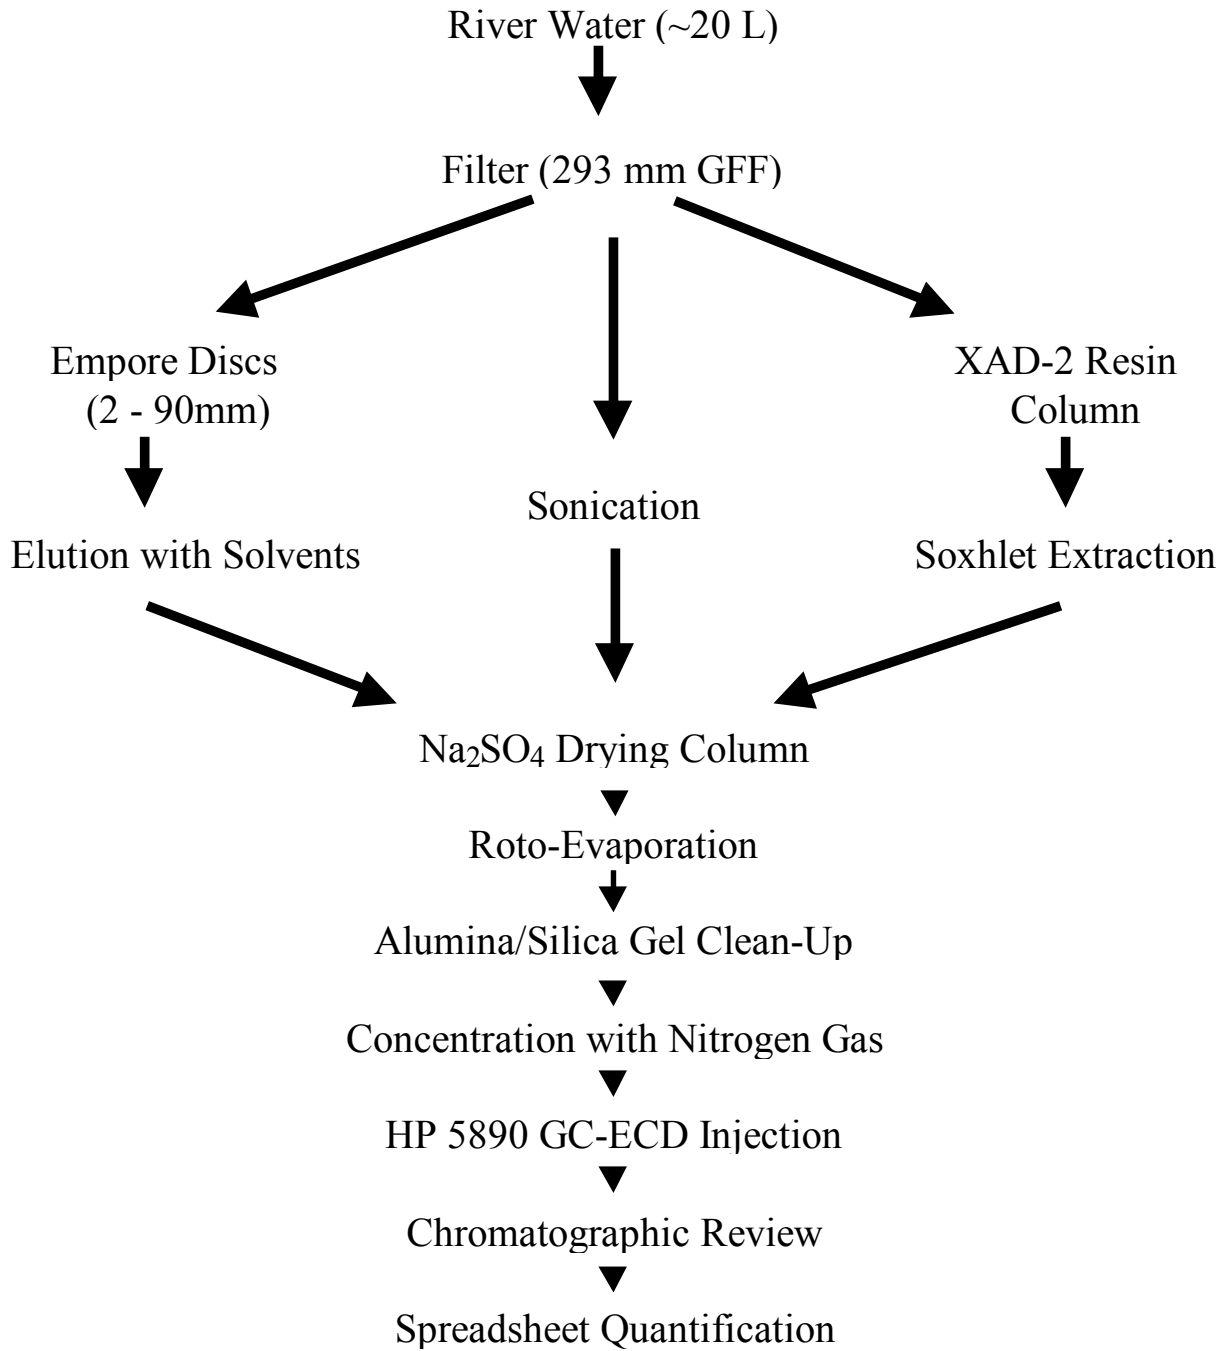 River Water (~20 L)
Filter (293 mm GFF)
Empore Discs
(2 - 90mm)
XAD-2 Resin
Column
Sonication
Elution with Solvents
Soxhlet Extraction
Na₂SO₄ Drying Column
Roto-Evaporation
Alumina/Silica Gel Clean-Up
Concentration with Nitrogen Gas
HP 5890 GC-ECD Injection
Chromatographic Review
Spreadsheet Quantification